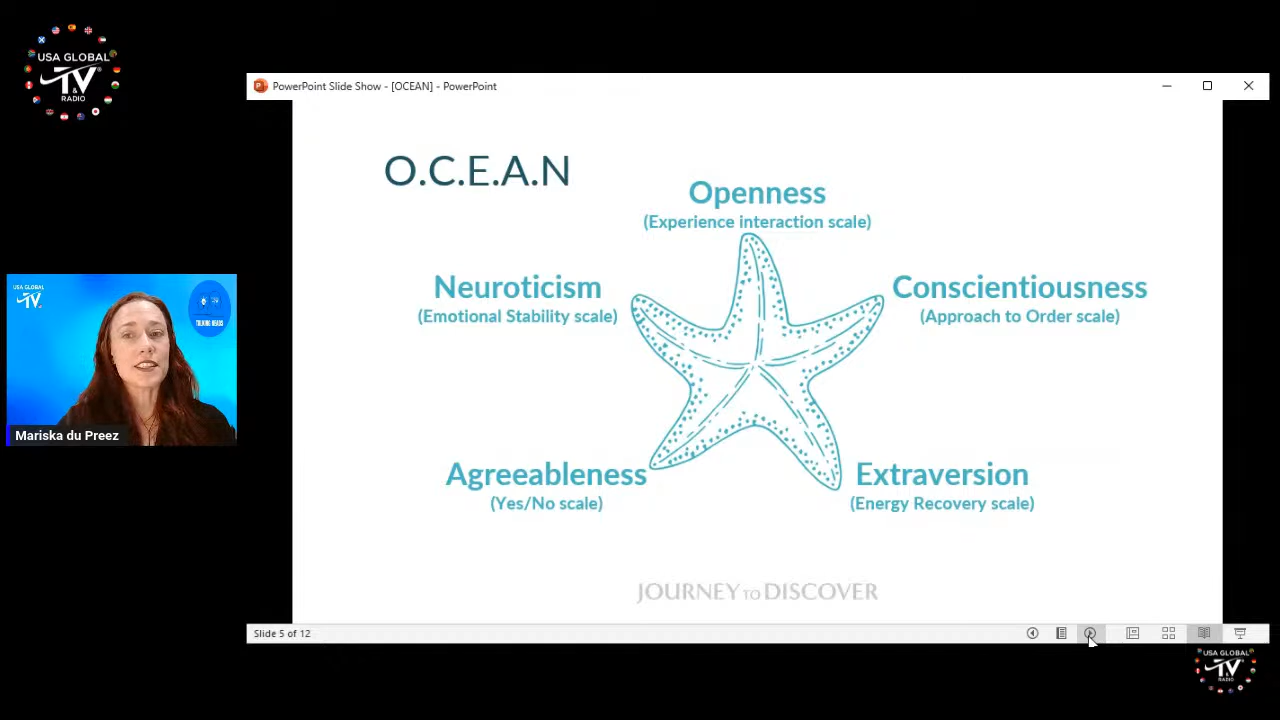 USA GLOBAL
TV
&
RADIO
PowerPoint Slide Show - [OCEAN] - PowerPoint
O.C.E.A.N
Openness
(Experience interaction scale)
Neuroticism
(Emotional Stability scale)
Conscientiousness
(Approach to Order scale)
Agreeableness
(Yes/No scale)
Extraversion
(Energy Recovery scale)
JOURNEY TO DISCOVER
Slide 5 of 12
USA GLOBAL
TV
TALKING HEADS
Mariska du Preez
USA GLOBAL
TV
&
RADIO